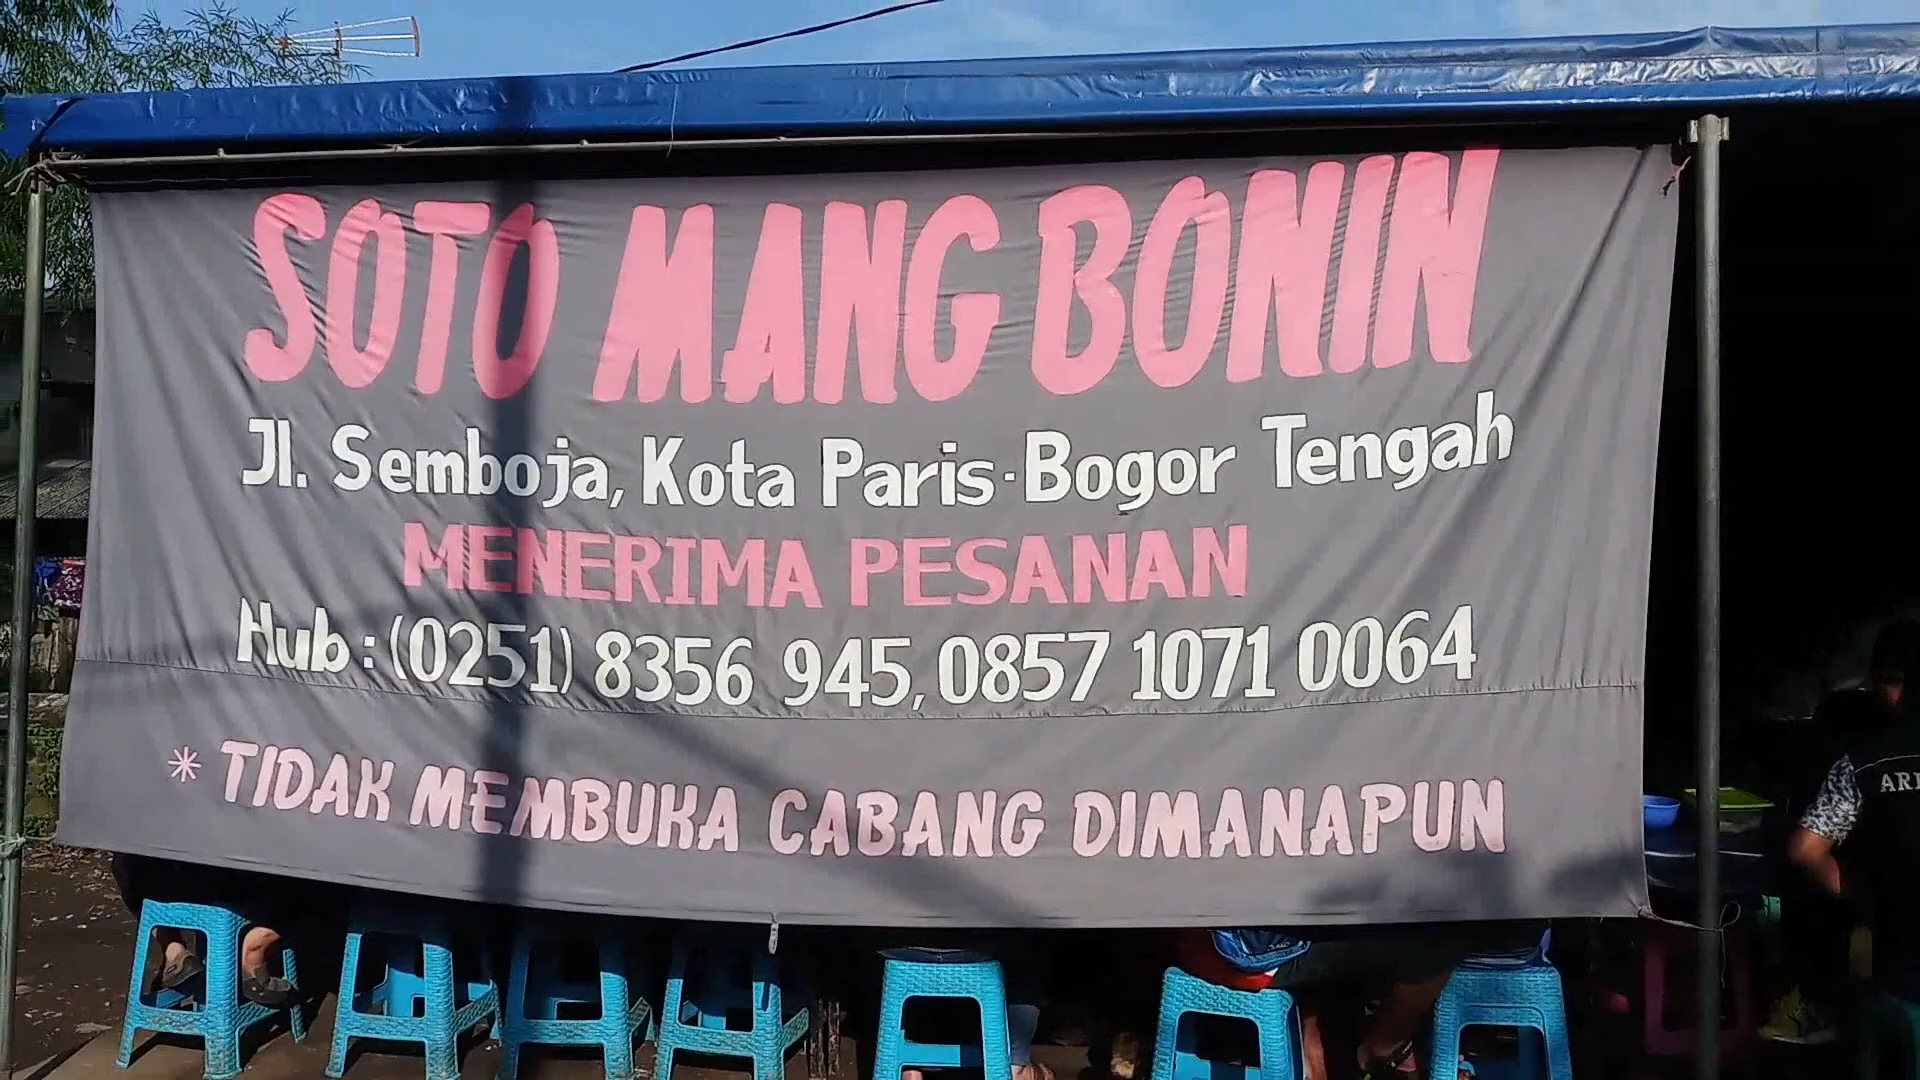 SOTO MANG BONIN
Jl. Semboja, Kota Paris-Bogor Tengah
MENERIMA PESANAN
Hub : (0251) 8356 945, 0857 1071 0064
* TIDAK MEMBUKA CABANG DIMANAPUN